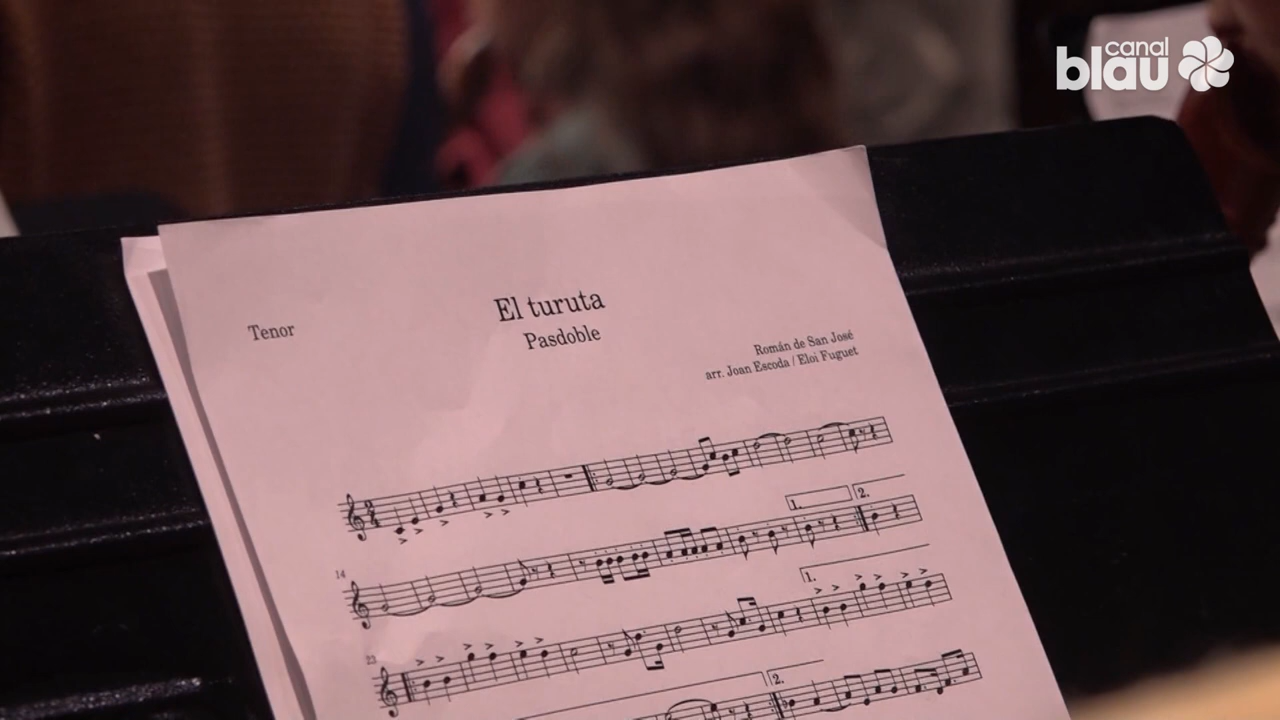 canal
blau
El turuta
Tenor
Pasdoble
Román de San José
arr. Joan Escoda / Eloi Fuguet
1.
2.
14
1.
23
2.